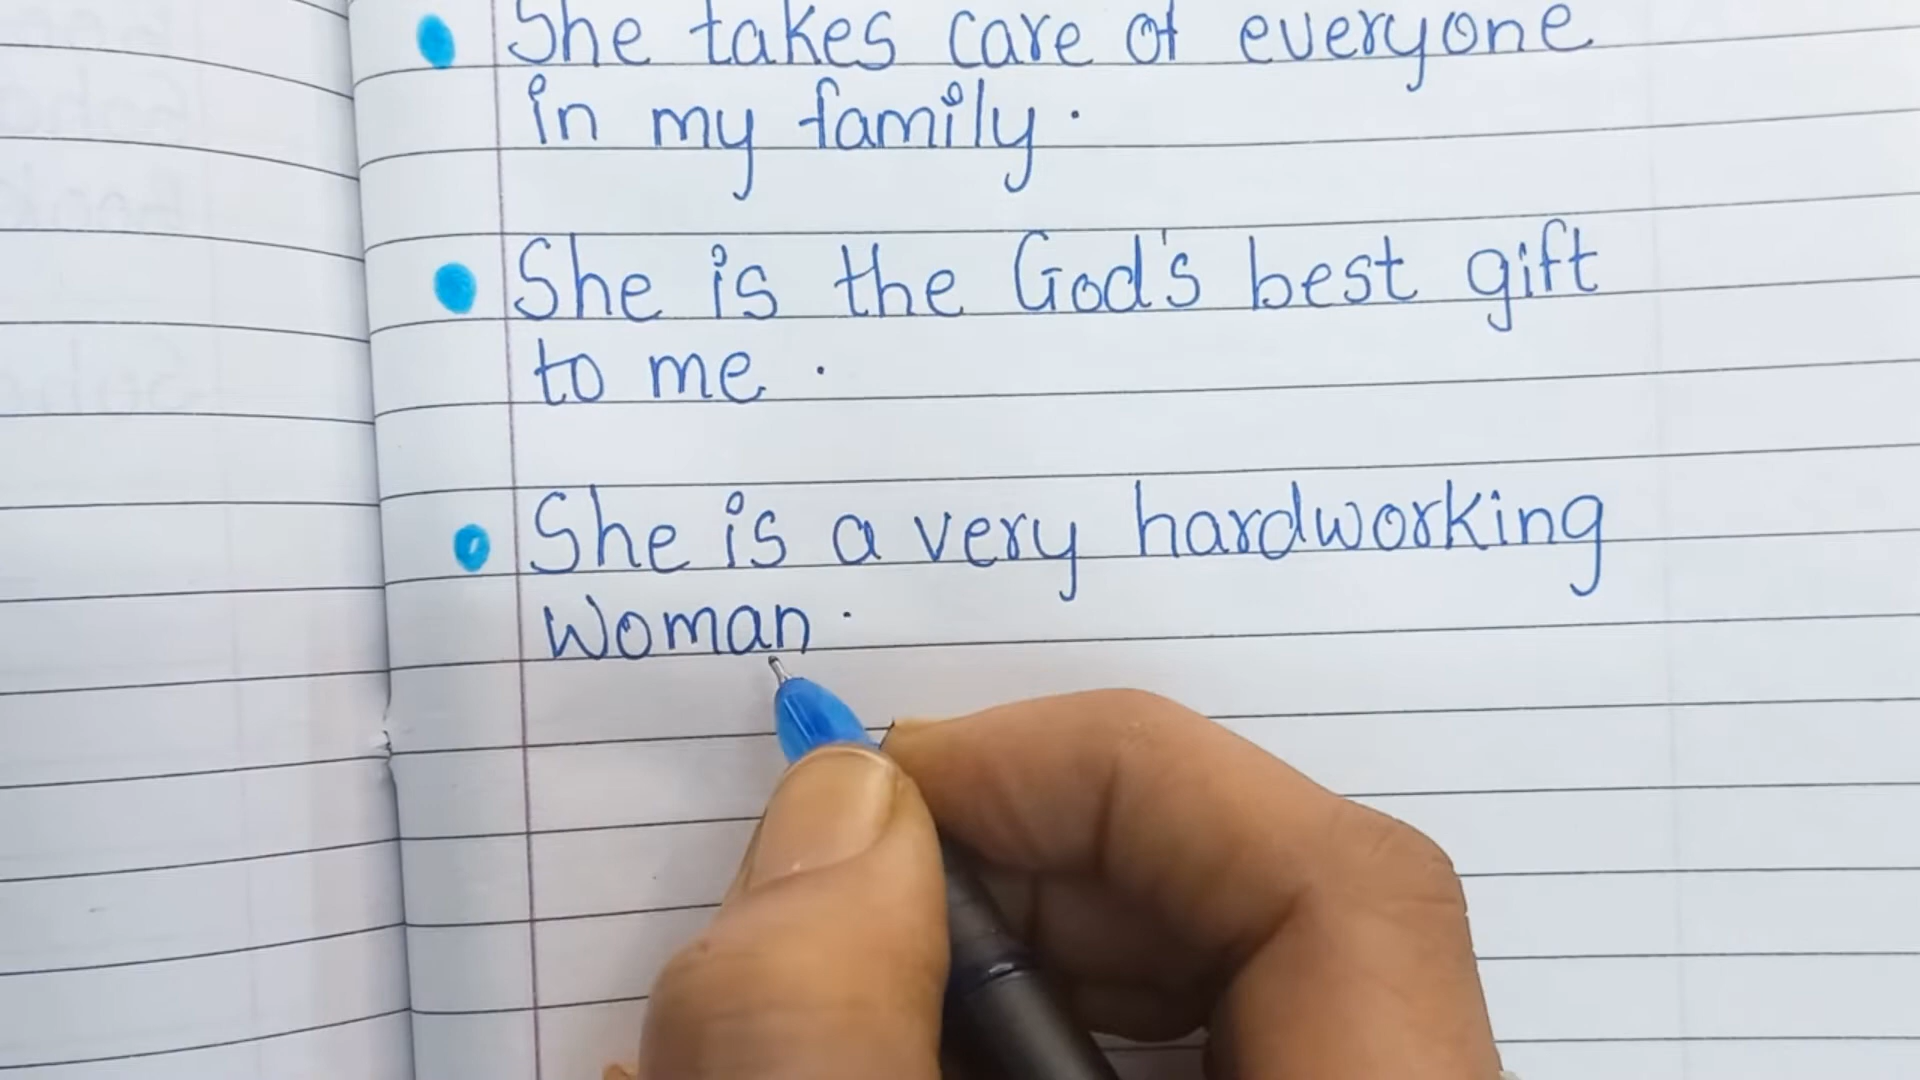 She takes care of everyone
in my family.
She is the God's best gift
to me.
She is a very hardworking
Woman.